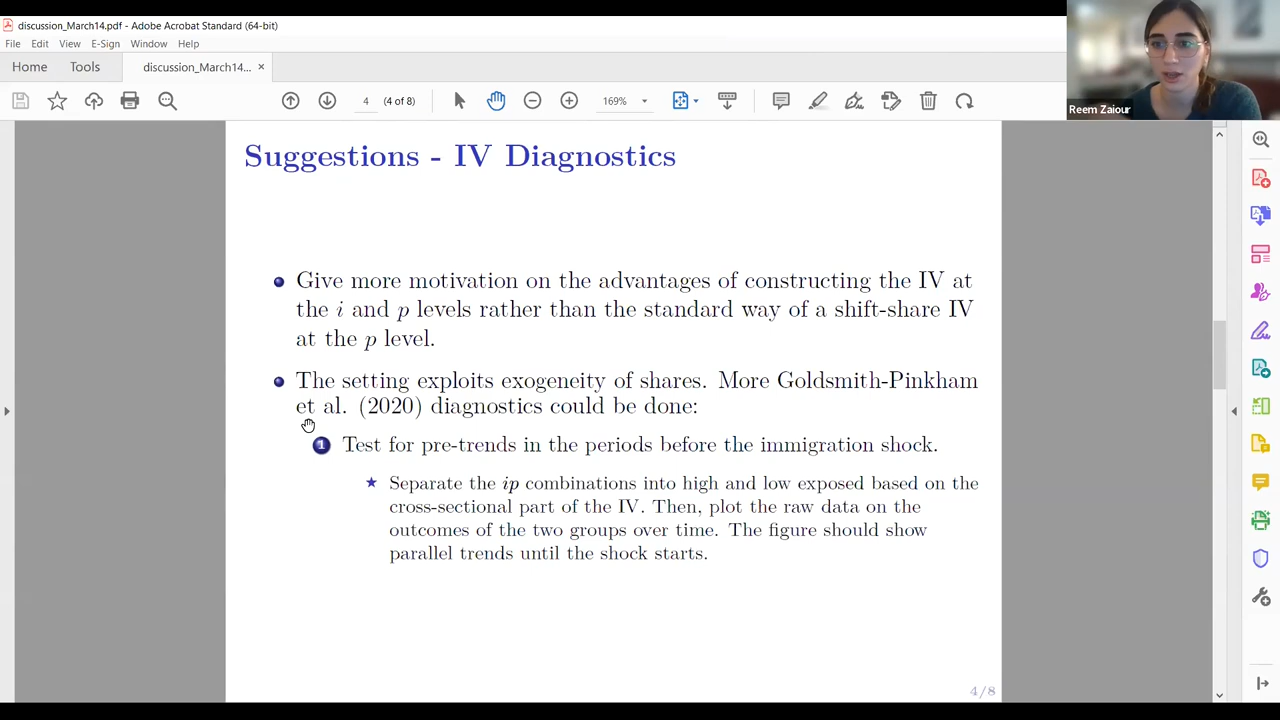 discussion_March14.pdf - Adobe Acrobat Standard (64-bit)
File Edit View E-Sign Window Help
Home Tools discussion_March14... ×
4 (4 of 8) 169%
Reem Zaiour
Suggestions - IV Diagnostics
Give more motivation on the advantages of constructing the IV at
the i and p levels rather than the standard way of a shift-share IV
at the p level.
The setting exploits exogeneity of shares. More Goldsmith-Pinkham
et al. (2020) diagnostics could be done:
1 Test for pre-trends in the periods before the immigration shock.
Separate the ip combinations into high and low exposed based on the
cross-sectional part of the IV. Then, plot the raw data on the
outcomes of the two groups over time. The figure should show
parallel trends until the shock starts.
4/8